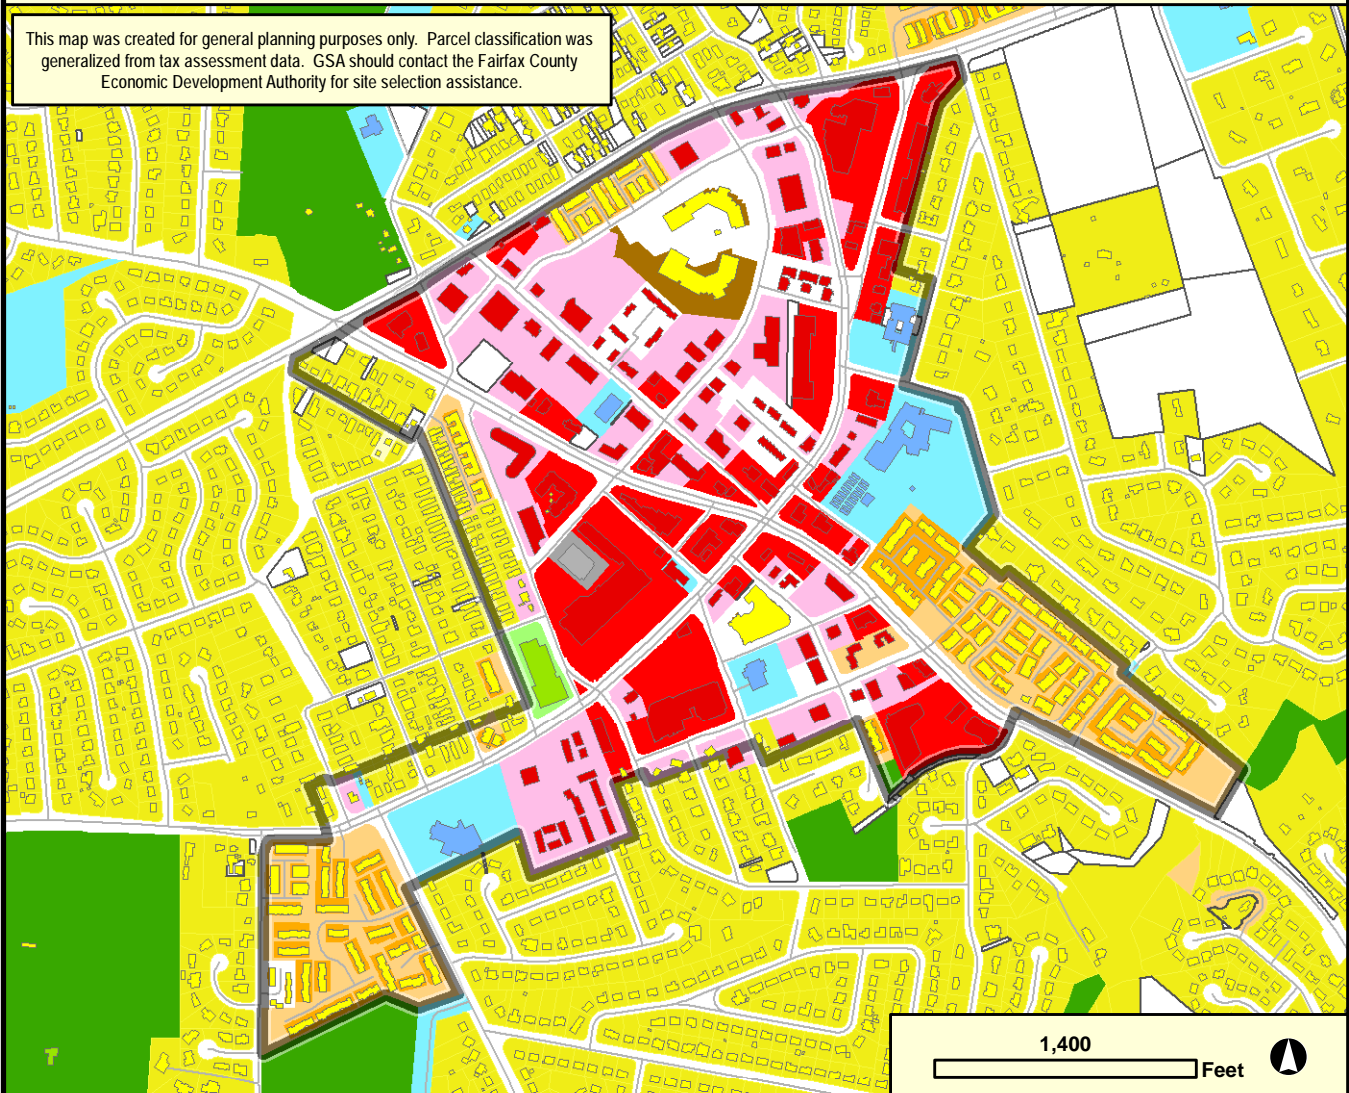 This map was created for general planning purposes only. Parcel classification was
generalized from tax assessment data. GSA should contact the Fairfax County
Economic Development Authority for site selection assistance.
1,400
Feet